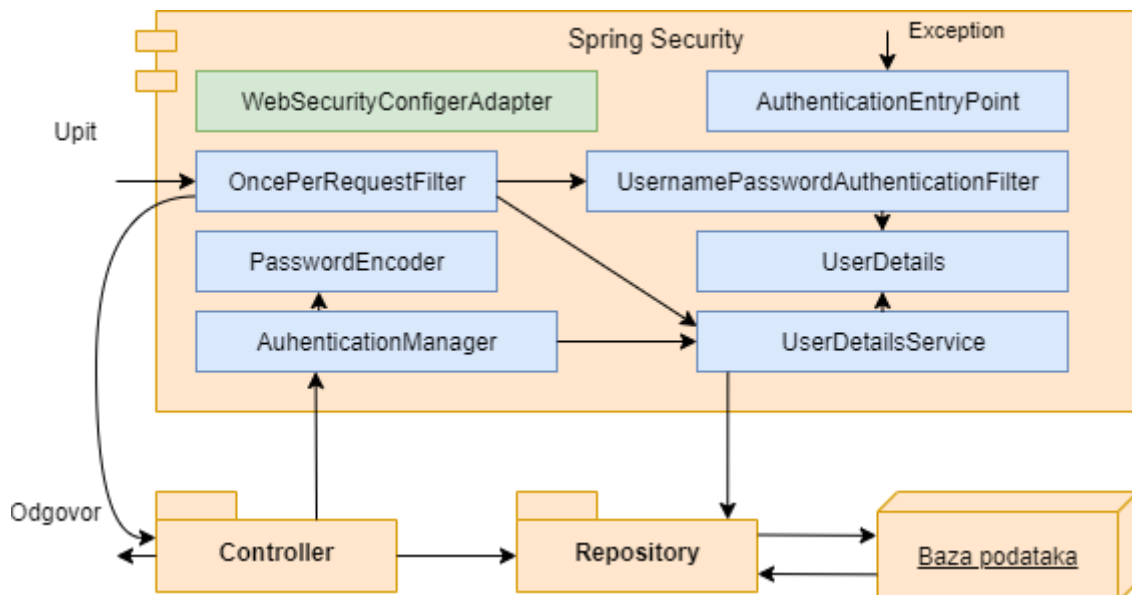 Spring Security
Exception
WebSecurityConfigerAdapter
AuthenticationEntryPoint
Upit
OncePerRequestFilter
UsernamePasswordAuthenticationFilter
PasswordEncoder
UserDetails
AuhenticationManager
UserDetailsService
Odgovor
Controller
Repository
Baza podataka